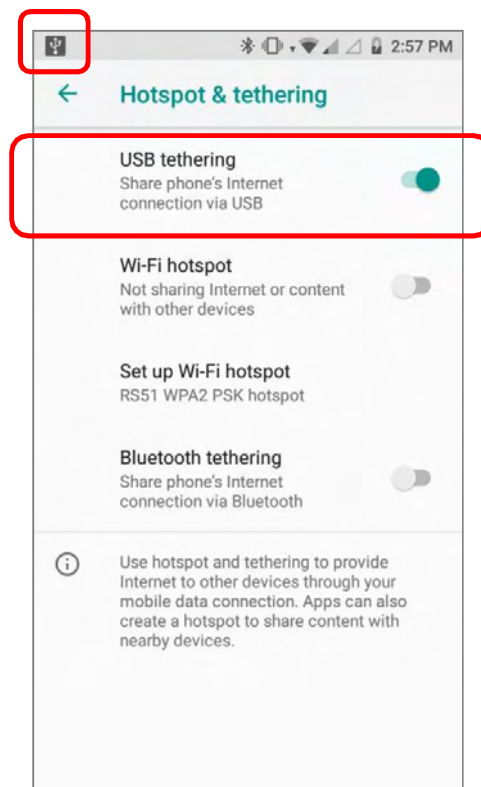 2:57 PM
Hotspot & tethering
USB tethering
Share phone's Internet
connection via USB
Wi-Fi hotspot
Not sharing Internet or content
with other devices
Set up Wi-Fi hotspot
RS51 WPA2 PSK hotspot
Bluetooth tethering
Share phone's Internet
connection via Bluetooth
Use hotspot and tethering to provide
Internet to other devices through your
mobile data connection. Apps can also
create a hotspot to share content with
nearby devices.